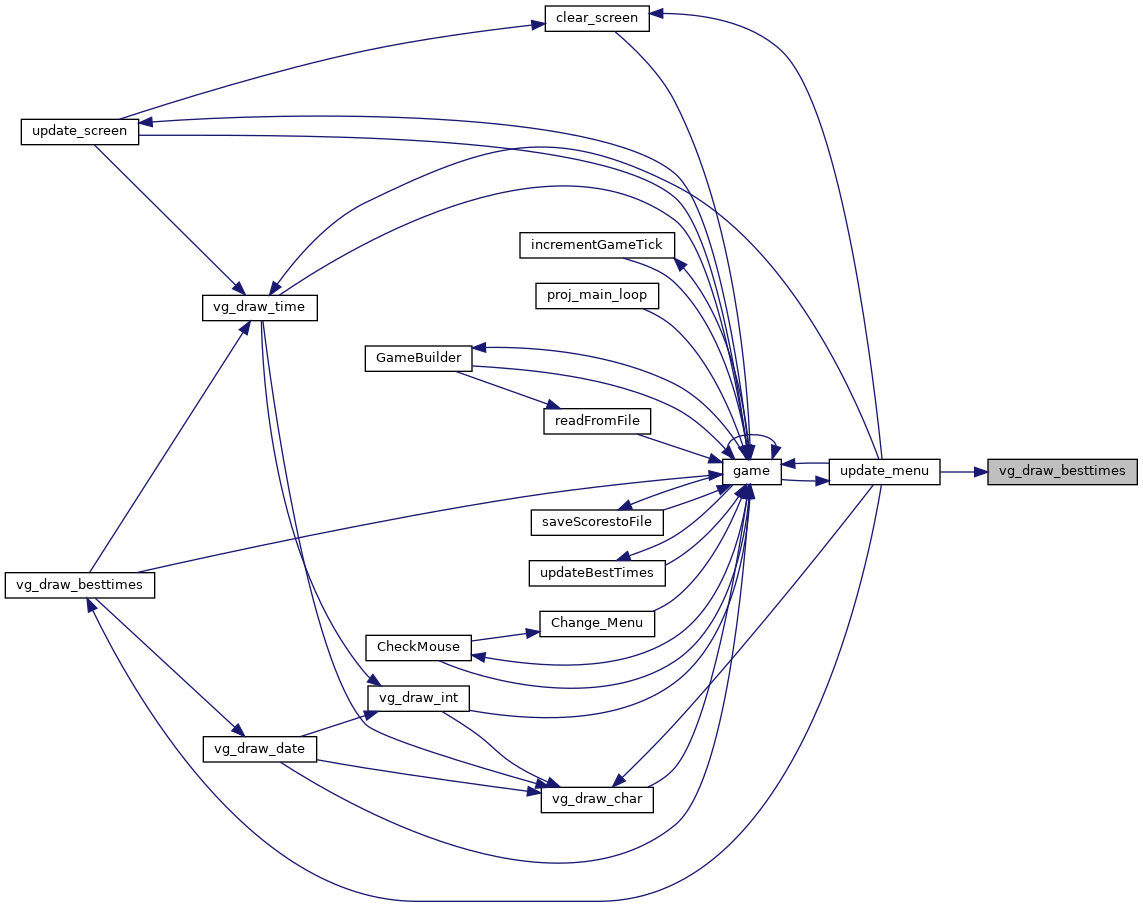 clear_screen
update_screen
incrementGameTick
proj_main_loop
vg_draw_time
GameBuilder
readFromFile
game
update_menu
vg_draw_besttimes
saveScorestoFile
updateBestTimes
vg_draw_besttimes
Change_Menu
CheckMouse
vg_draw_int
vg_draw_date
vg_draw_char